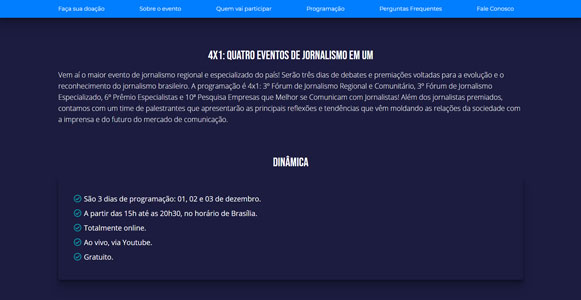 Faça sua doação Sobre o evento Quem vai participar Programação Perguntas Frequentes Fale Conosco
4X1: QUATRO EVENTOS DE JORNALISMO EM UM
Vem aí o maior evento de jornalismo regional e especializado do país! Serão três dias de debates e premiações voltadas para a evolução e o
reconhecimento do jornalismo brasileiro. A programação é 4x1: 3º Fórum de Jornalismo Regional e Comunitário, 3º Fórum de Jornalismo
Especializado, 6º Prêmio Especialistas e 10ª Pesquisa Empresas que Melhor se Comunicam com Jornalistas! Além dos jornalistas premiados,
contamos com um time de palestrantes que apresentarão as principais reflexões e tendências que vêm moldando as relações da sociedade com
a imprensa e do futuro do mercado de comunicação.
DINÂMICA
São 3 dias de programação: 01, 02 e 03 de dezembro.
A partir das 15h até as 20h30, no horário de Brasília.
Totalmente online.
Ao vivo, via Youtube.
Gratuito.